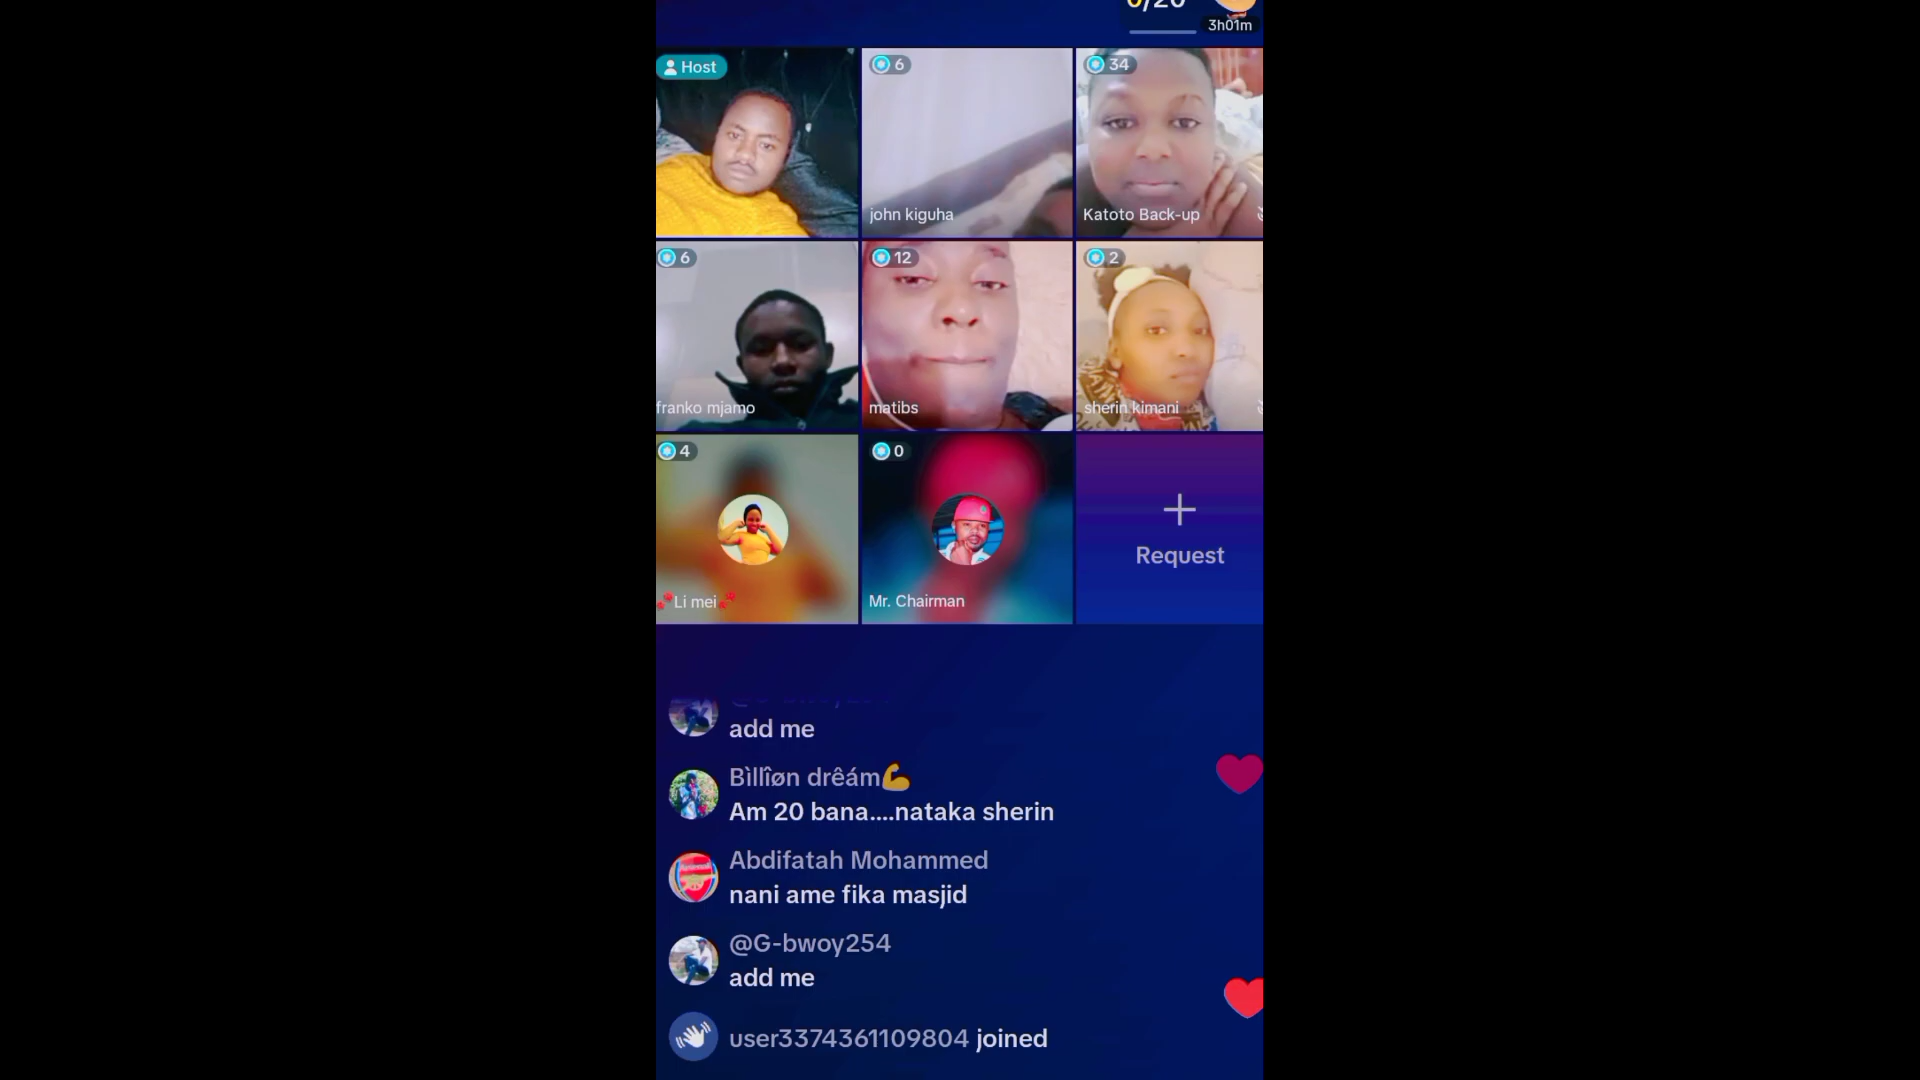 0/20
3h01m
Host
6
34
john kiguha
Katoto Back-up
6
12
2
franko mjamo
matibs
sherin kimani
4
0
Li mei
Mr. Chairman
Request
add me
Bìllîøn drêám💪
Am 20 bana....nataka sherin
Abdifatah Mohammed
nani ame fika masjid
@G-bwoy254
add me
user3374361109804 joined